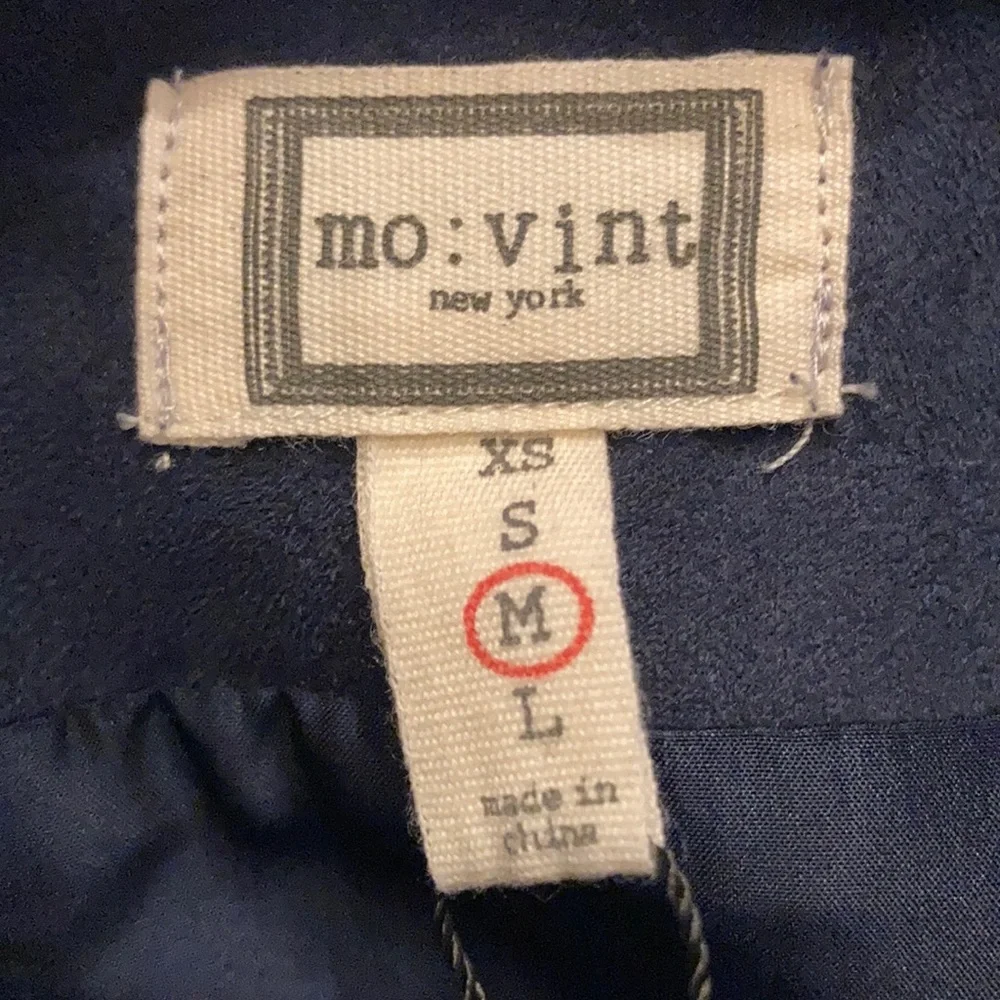 mo:vint
new york
XS
S
M
L
made in
china